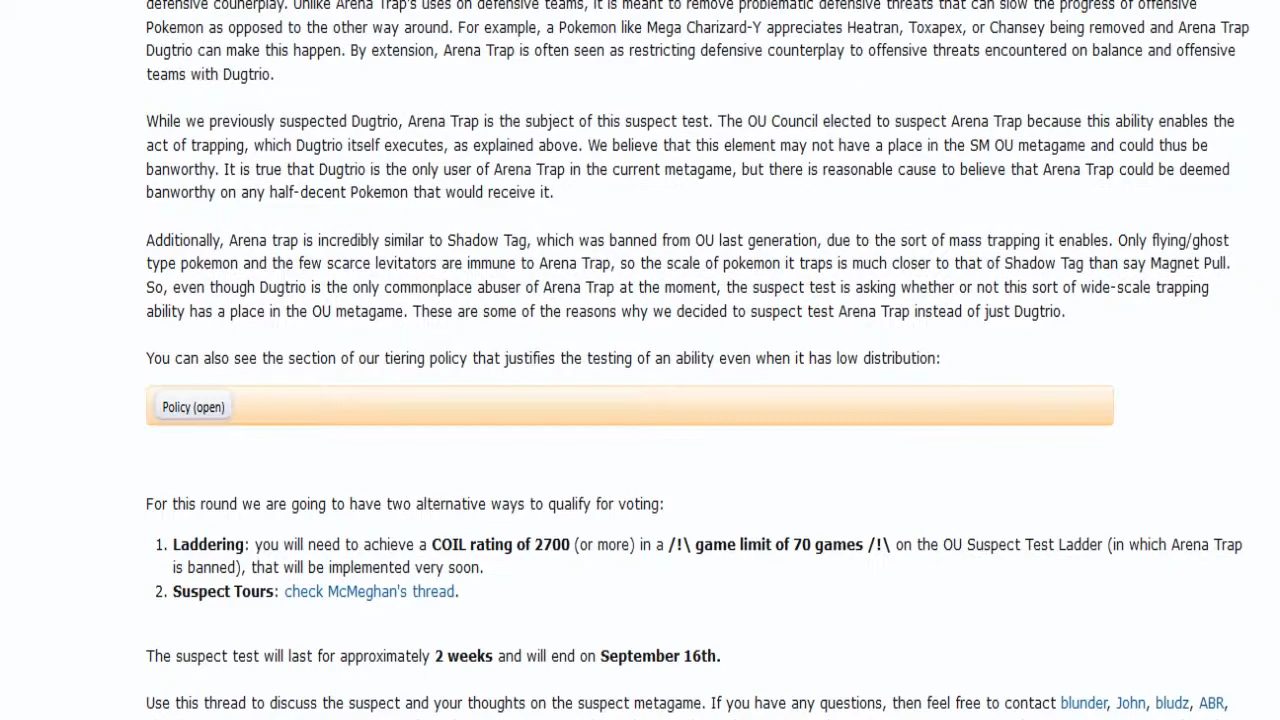 defensive counerplay. Unlike Arena Trap's uses on defensive teams, it is meant to remove problematic defensive threats that can slow the progress of offensive
Pokemon as opposed to the other way around. For example, a Pokemon like Mega Charizard-Y appreciates Heatran, Toxapex, or Chansey being removed and Arena Trap
Dugtrio can make this happen. By extension, Arena Trap is often seen as restricting defensive counterplay to offensive threats encountered on balance and offensive
teams with Dugtrio.
While we previously suspected Dugtrio, Arena Trap is the subject of this suspect test. The OU Council elected to suspect Arena Trap because this ability enables the
act of trapping, which Dugtrio itself executes, as explained above. We believe that this element may not have a place in the SM OU metagame and could thus be
banworthy. It is true that Dugtrio is the only user of Arena Trap in the current metagame, but there is reasonable cause to believe that Arena Trap could be deemed
banworthy on any half-decent Pokemon that would receive it.
Additionally, Arena trap is incredibly similar to Shadow Tag, which was banned from OU last generation, due to the sort of mass trapping it enables. Only flying/ghost
type pokemon and the few scarce levitators are immune to Arena Trap, so the scale of pokemon it traps is much closer to that of Shadow Tag than say Magnet Pull.
So, even though Dugtrio is the only commonplace abuser of Arena Trap at the moment, the suspect test is asking whether or not this sort of wide-scale trapping
ability has a place in the OU metagame. These are some of the reasons why we decided to suspect test Arena Trap instead of just Dugtrio.
You can also see the section of our tiering policy that justifies the testing of an ability even when it has low distribution:
Policy (open)
For this round we are going to have two alternative ways to qualify for voting:
1. Laddering: you will need to achieve a COIL rating of 2700 (or more) in a /!\ game limit of 70 games /!\ on the OU Suspect Test Ladder (in which Arena Trap
is banned), that will be implemented very soon.
2. Suspect Tours: check McMeghan's thread.
The suspect test will last for approximately 2 weeks and will end on September 16th.
Use this thread to discuss the suspect and your thoughts on the suspect metagame. If you have any questions, then feel free to contact blunder, John, bludz, ABR,